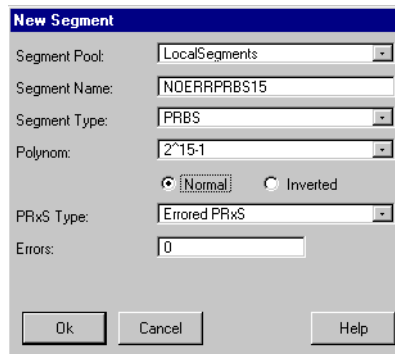 New Segment
Segment Pool: LocalSegments
Segment Name: NOERRPRBS15
Segment Type: PRBS
Polynom: 2^15-1
Normal Inverted
PRxS Type: Errored PRxS
Errors: 0
Ok Cancel Help